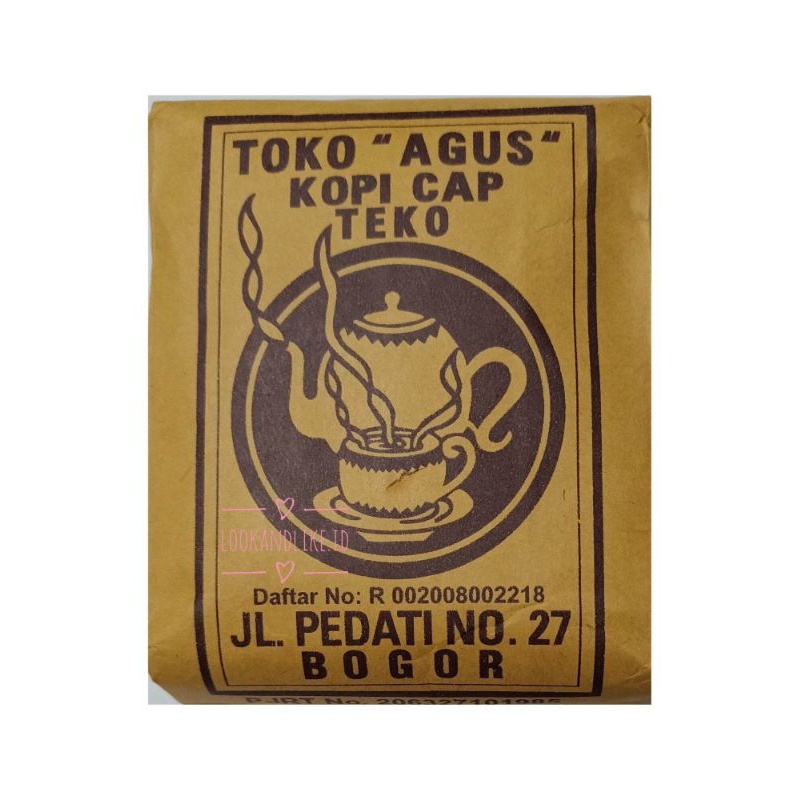 TOKO "AGUS"
KOPI CAP
TEKO
LOOKANDLIKE.ID
Daftar No: R 002008002218
JL. PEDATI NO. 27
BOGOR